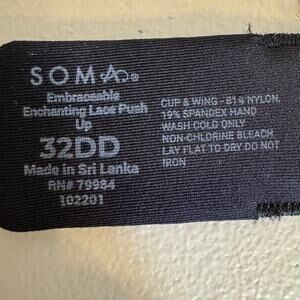 SOMA®
Embraceable
Enchanting Lace Push
Up
32DD
Made in Sri Lanka
RN# 79984
102201
CUP & WING - 81% NYLON,
19% SPANDEX HAND
WASH COLD ONLY
NON-CHLORINE BLEACH
LAY FLAT TO DRY DO NOT
IRON